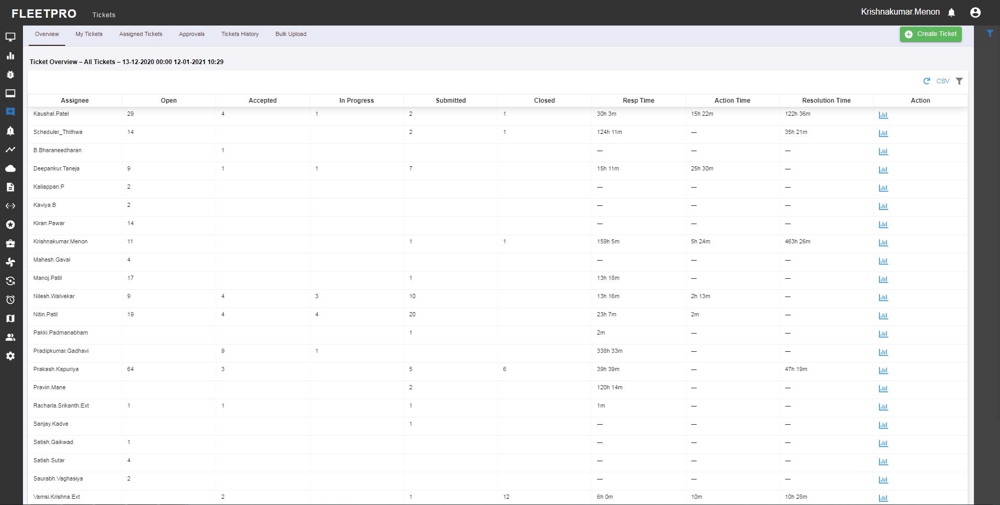 FLEETPRO Tickets Krishnakumar.Menon
Overview My Tickets Assigned Tickets Approvals Tickets History Bulk Upload Create Ticket
Ticket Overview – All Tickets – 13-12-2020 00:00 12-01-2021 10:29
CSV
Assignee Open Accepted In Progress Submitted Closed Resp Time Action Time Resolution Time Action
Kaushal.Patel 29 4 1 2 1 30h 3m 15h 22m 122h 36m
Scheduler_Thithwa 14 2 1 124h 11m — 35h 21m
B.Bharaneedharan 1 — — —
Deepankur.Taneja 9 1 1 7 15h 11m 25h 30m —
Kaliappan.P 2 — — —
Kaviya.B 2 — — —
Kiran.Pawar 14 — — —
Krishnakumar.Menon 11 1 1 159h 5m 5h 24m 463h 26m
Mahesh.Gavai 4 — — —
Manoj.Patil 17 1 13h 18m — —
Nilesh.Walvekar 9 4 3 10 13h 16m 2h 13m —
Nitin.Patil 19 4 4 20 23h 7m 2m —
Pakki.Padmanabham 1 2m — —
Pradipkumar.Gadhavi 9 1 338h 33m — —
Prakash.Kapuriya 64 3 5 6 39h 39m — 47h 19m
Pravin.Mane 2 120h 14m — —
Racharla.Srikanth.Ext 1 1 1 1m — —
Sanjay.Kadve 1 — — —
Satish.Gaikwad 1 — — —
Satish.Sutar 4 — — —
Saurabh.Vaghasiya 2 — — —
Vamsi.Krishna.Ext 2 1 12 6h 0m 10m 10h 28m